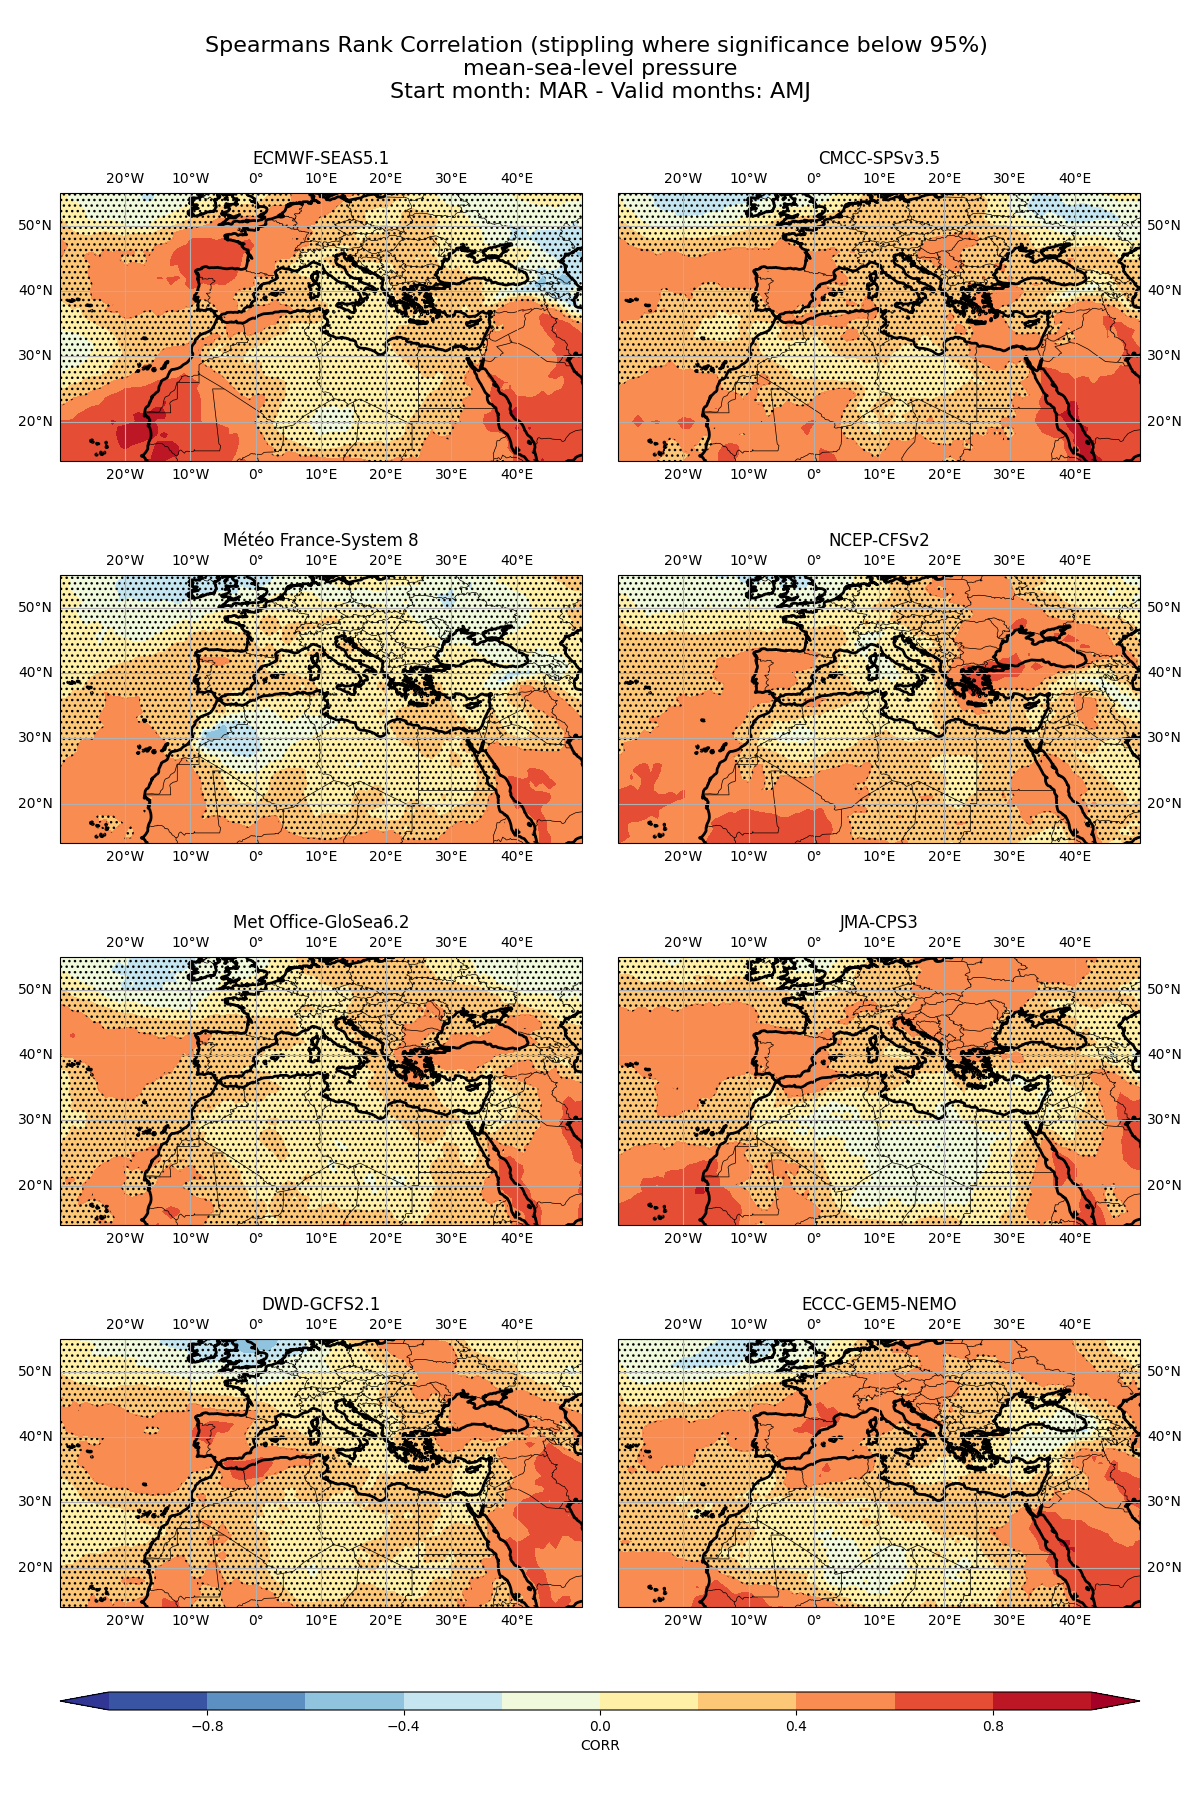 Spearmans Rank Correlation (stippling where significance below 95%)
mean-sea-level pressure
Start month: MAR - Valid months: AMJ
ECMWF-SEAS5.1
20°W 10°W 0° 10°E 20°E 30°E 40°E
50°N
40°N
30°N
20°N
20°W 10°W 0° 10°E 20°E 30°E 40°E
CMCC-SPSv3.5
20°W 10°W 0° 10°E 20°E 30°E 40°E
50°N
40°N
30°N
20°N
20°W 10°W 0° 10°E 20°E 30°E 40°E
Météo France-System 8
20°W 10°W 0° 10°E 20°E 30°E 40°E
50°N
40°N
30°N
20°N
20°W 10°W 0° 10°E 20°E 30°E 40°E
NCEP-CFSv2
20°W 10°W 0° 10°E 20°E 30°E 40°E
50°N
40°N
30°N
20°N
20°W 10°W 0° 10°E 20°E 30°E 40°E
Met Office-GloSea6.2
20°W 10°W 0° 10°E 20°E 30°E 40°E
50°N
40°N
30°N
20°N
20°W 10°W 0° 10°E 20°E 30°E 40°E
JMA-CPS3
20°W 10°W 0° 10°E 20°E 30°E 40°E
50°N
40°N
30°N
20°N
20°W 10°W 0° 10°E 20°E 30°E 40°E
DWD-GCFS2.1
20°W 10°W 0° 10°E 20°E 30°E 40°E
50°N
40°N
30°N
20°N
20°W 10°W 0° 10°E 20°E 30°E 40°E
ECCC-GEM5-NEMO
20°W 10°W 0° 10°E 20°E 30°E 40°E
50°N
40°N
30°N
20°N
20°W 10°W 0° 10°E 20°E 30°E 40°E
−0.8 −0.4 0.0 0.4 0.8
CORR